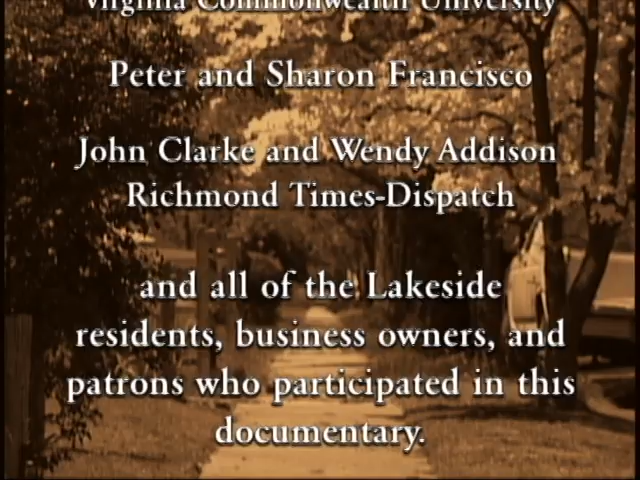 Virginia Commonwealth University
Peter and Sharon Francisco
John Clarke and Wendy Addison
Richmond Times-Dispatch
and all of the Lakeside
residents, business owners, and
patrons who participated in this
documentary.